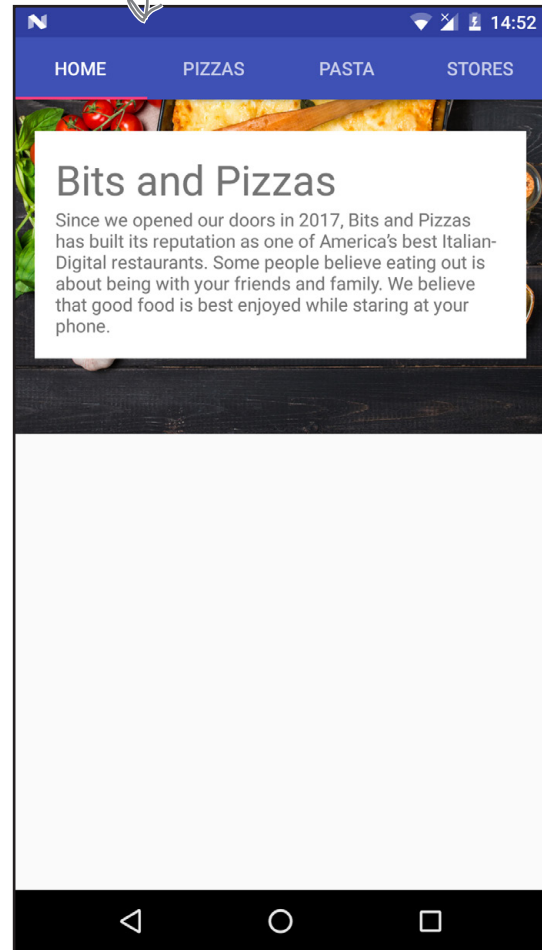 14:52
HOME PIZZAS PASTA STORES
Bits and Pizzas
Since we opened our doors in 2017, Bits and Pizzas
has built its reputation as one of America’s best Italian-
Digital restaurants. Some people believe eating out is
about being with your friends and family. We believe
that good food is best enjoyed while staring at your
phone.